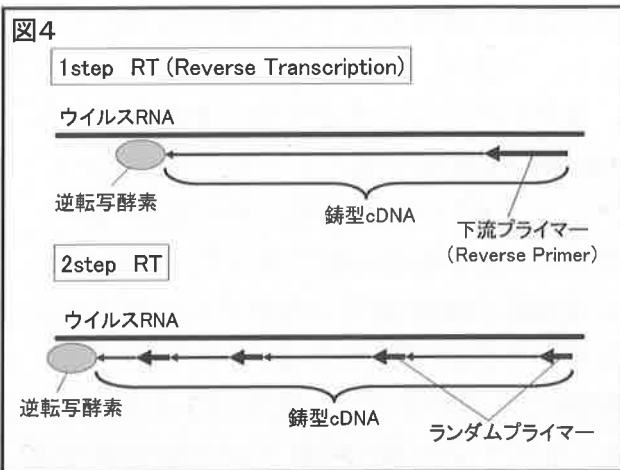 図4
1step RT (Reverse Transcription)
ウイルスRNA
逆転写酵素
鋳型cDNA
下流プライマー
(Reverse Primer)
2step RT
ウイルスRNA
逆転写酵素
鋳型cDNA
ランダムプライマー